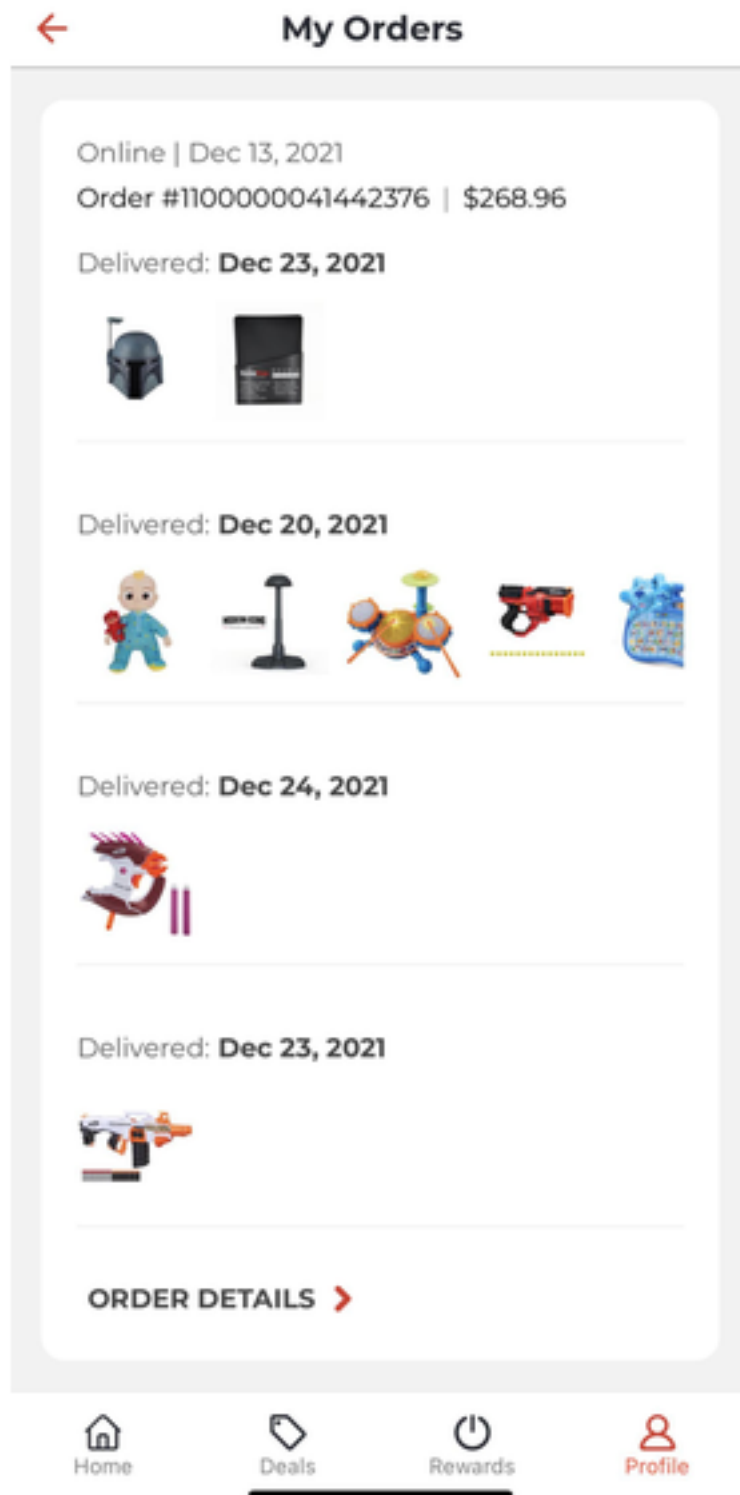 My Orders
Online | Dec 13, 2021
Order #1100000041442376 | $268.96
Delivered: Dec 23, 2021
Delivered: Dec 20, 2021
Delivered: Dec 24, 2021
Delivered: Dec 23, 2021
ORDER DETAILS
Home
Deals
Rewards
Profile